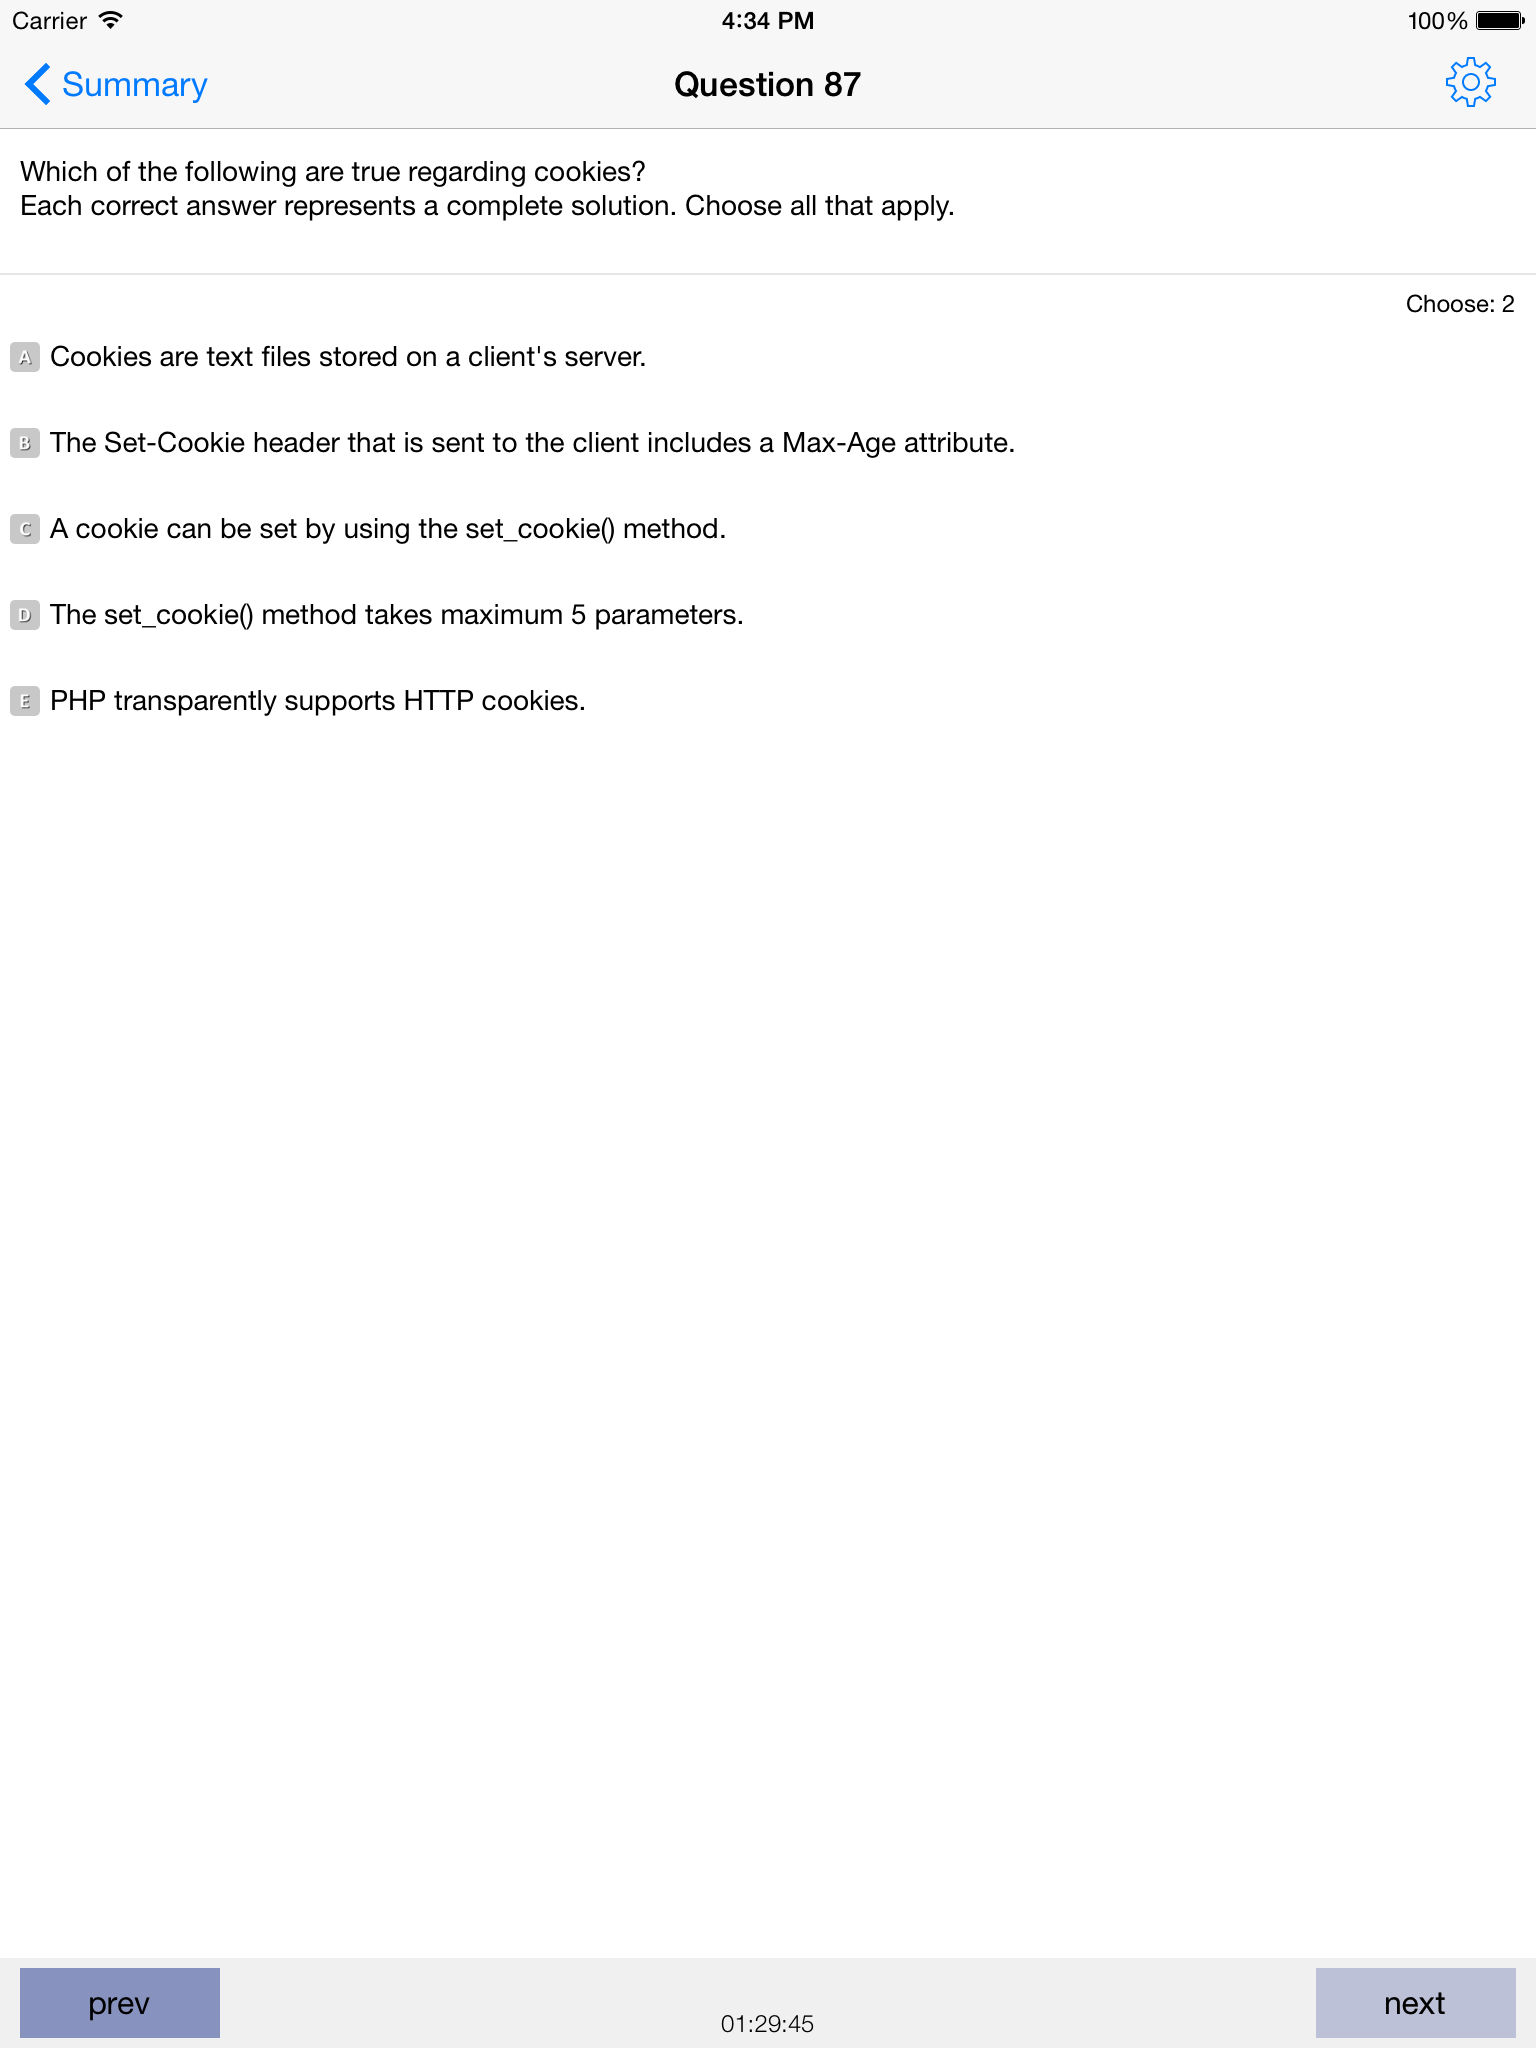 Carrier
4:34 PM
100%
Summary
Question 87
Which of the following are true regarding cookies?
Each correct answer represents a complete solution. Choose all that apply.
Choose: 2
A Cookies are text files stored on a client's server.
B The Set-Cookie header that is sent to the client includes a Max-Age attribute.
C A cookie can be set by using the set_cookie() method.
D The set_cookie() method takes maximum 5 parameters.
E PHP transparently supports HTTP cookies.
prev
01:29:45
next